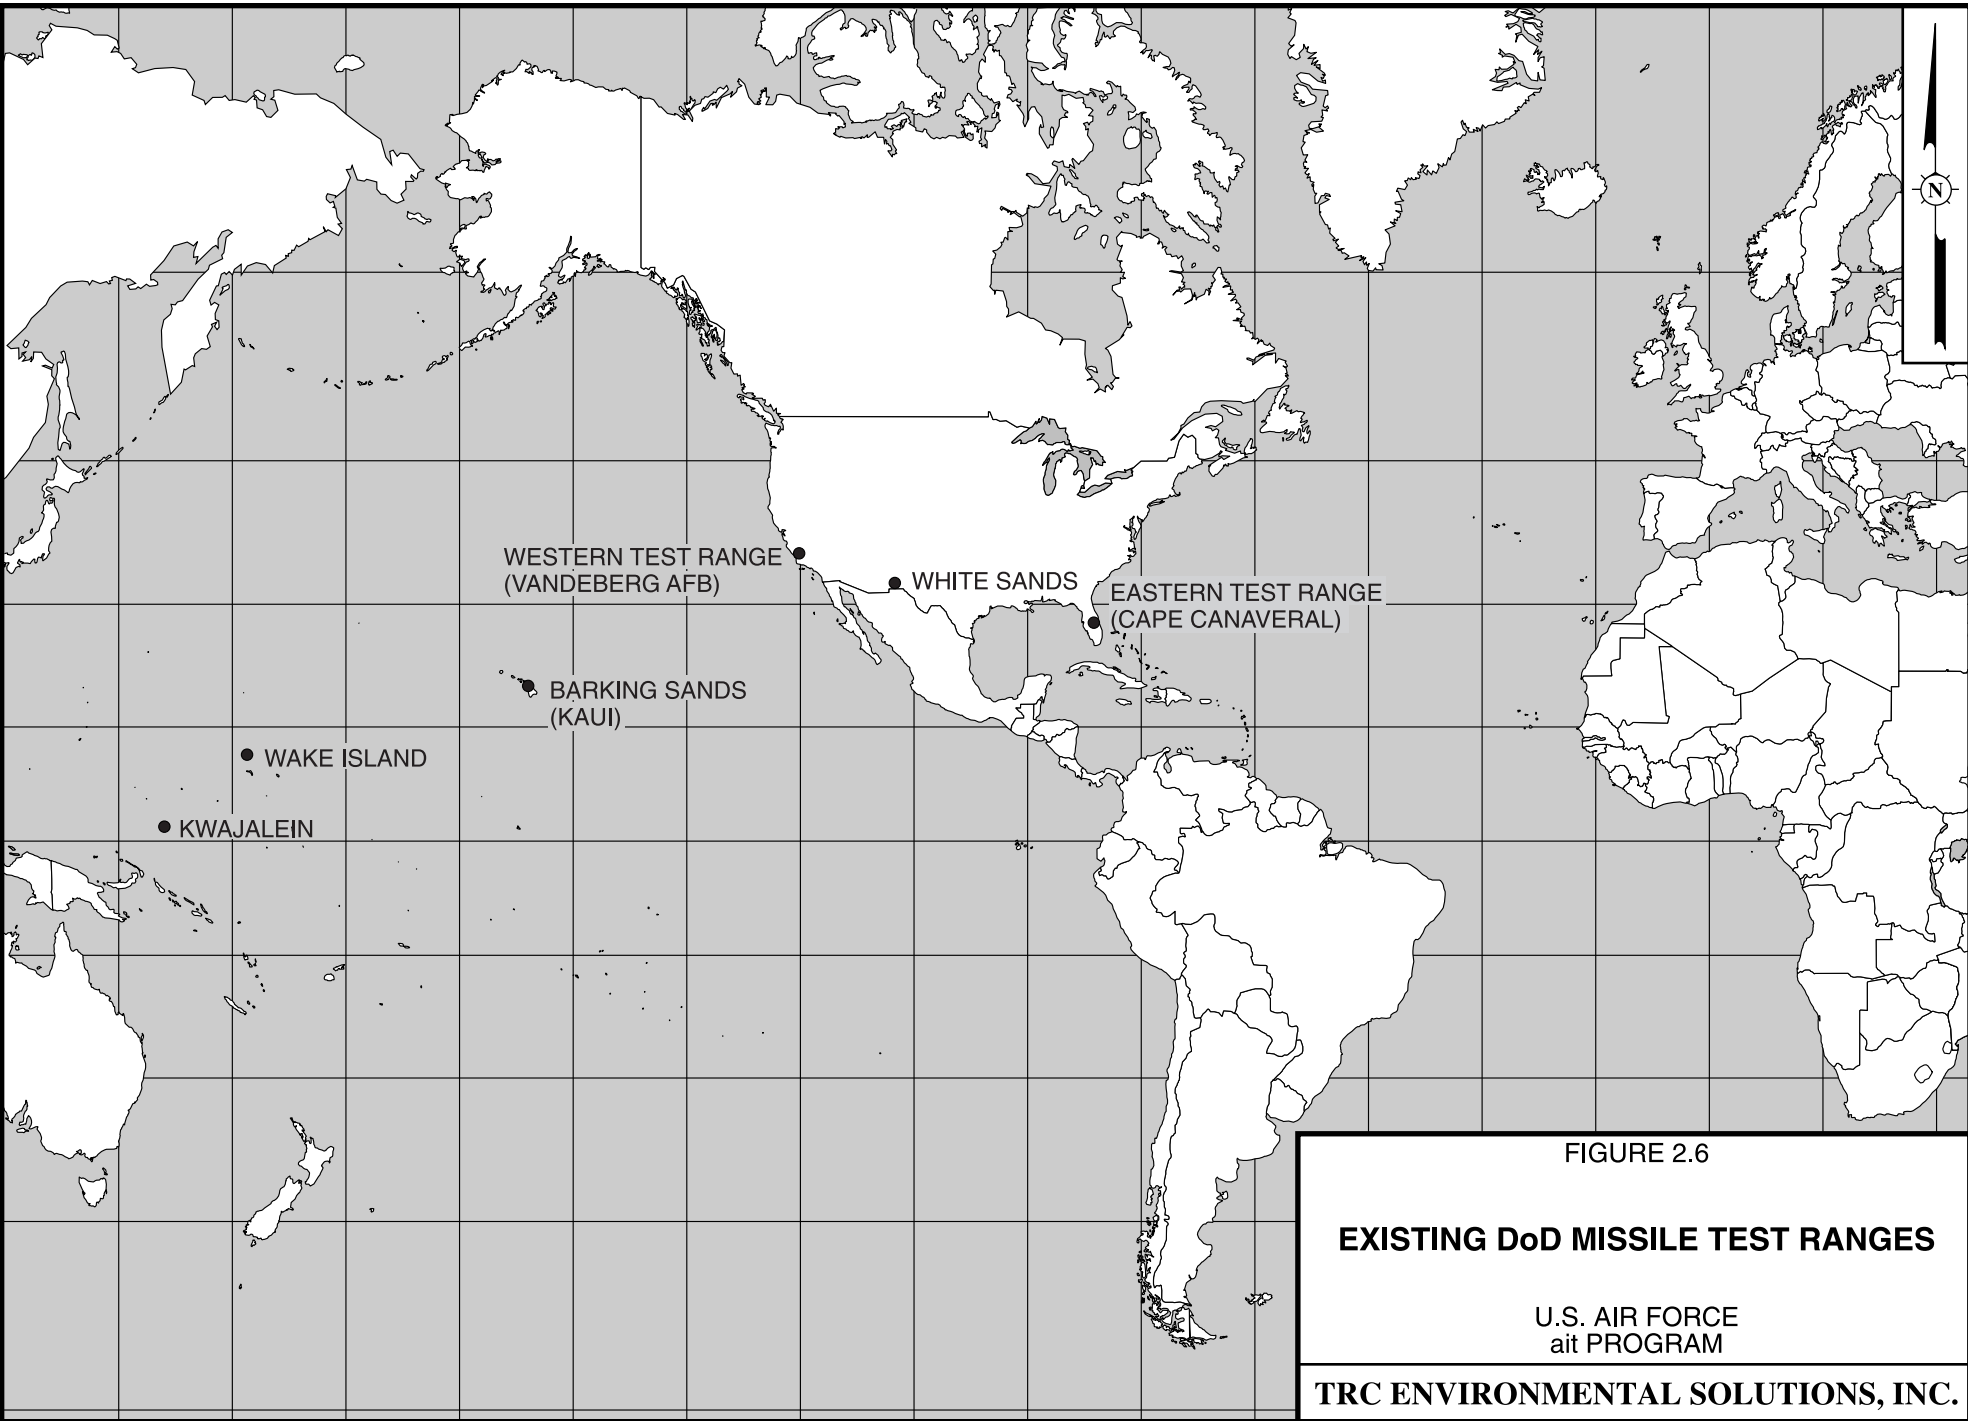 N
WESTERN TEST RANGE
(VANDEBERG AFB)
WHITE SANDS
EASTERN TEST RANGE
(CAPE CANAVERAL)
BARKING SANDS
(KAUI)
WAKE ISLAND
KWAJALEIN
FIGURE 2.6
EXISTING DoD MISSILE TEST RANGES
U.S. AIR FORCE
ait PROGRAM
TRC ENVIRONMENTAL SOLUTIONS, INC.